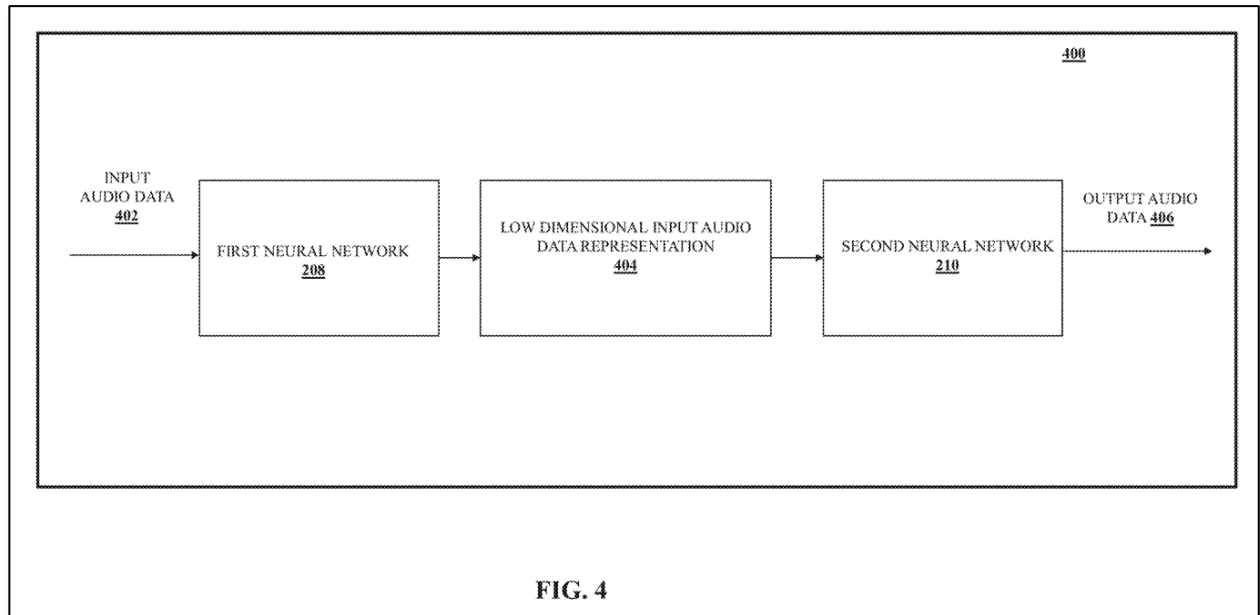 400
INPUT
AUDIO DATA
402
FIRST NEURAL NETWORK
208
LOW DIMENSIONAL INPUT AUDIO
DATA REPRESENTATION
404
SECOND NEURAL NETWORK
210
OUTPUT AUDIO
DATA 406
FIG. 4